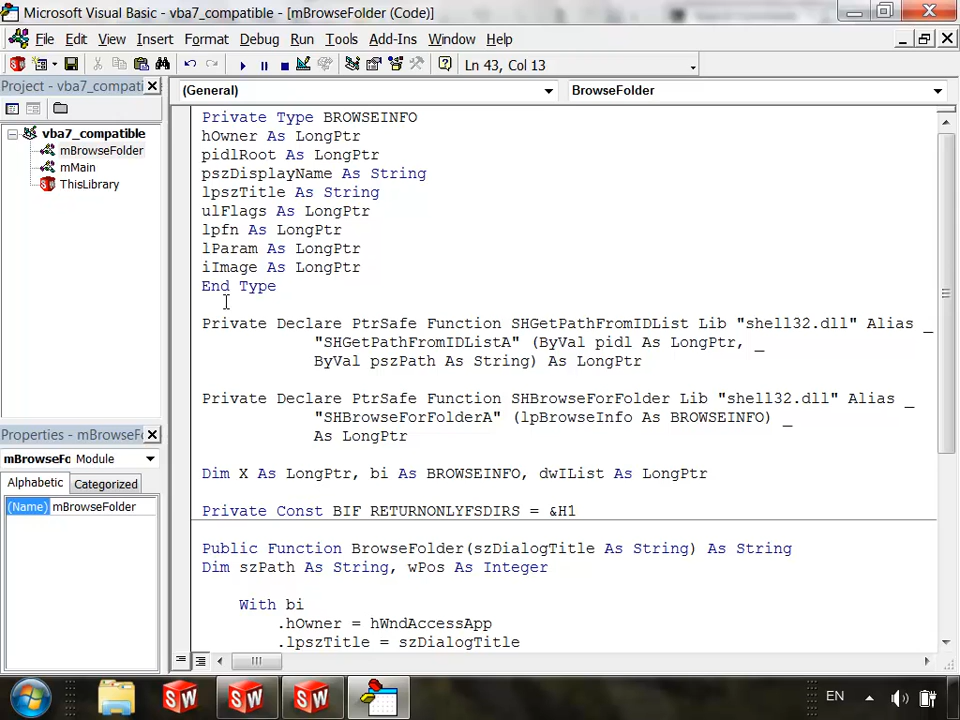 Microsoft Visual Basic - vba7_compatible - [mBrowseFolder (Code)]
File Edit View Insert Format Debug Run Tools Add-Ins Window Help
Ln 43, Col 13
Project - vba7_compati
(General)
BrowseFolder
vba7_compatible
mBrowseFolder
mMain
ThisLibrary
Properties - mBrowseF
mBrowseFo Module
Alphabetic Categorized
(Name) mBrowseFolder
Private Type BROWSEINFO
hOwner As LongPtr
pidlRoot As LongPtr
pszDisplayName As String
lpszTitle As String
ulFlags As LongPtr
lpfn As LongPtr
lParam As LongPtr
iImage As LongPtr
End Type
Private Declare PtrSafe Function SHGetPathFromIDList Lib "shell32.dll" Alias _
"SHGetPathFromIDListA" (ByVal pidl As LongPtr, _
ByVal pszPath As String) As LongPtr
Private Declare PtrSafe Function SHBrowseForFolder Lib "shell32.dll" Alias _
"SHBrowseForFolderA" (lpBrowseInfo As BROWSEINFO) _
As LongPtr
Dim X As LongPtr, bi As BROWSEINFO, dwIList As LongPtr
Private Const BIF_RETURNONLYFSDIRS = &H1
Public Function BrowseFolder(szDialogTitle As String) As String
Dim szPath As String, wPos As Integer
With bi
.hOwner = hWndAccessApp
.lpszTitle = szDialogTitle
SW
SW
SW
EN